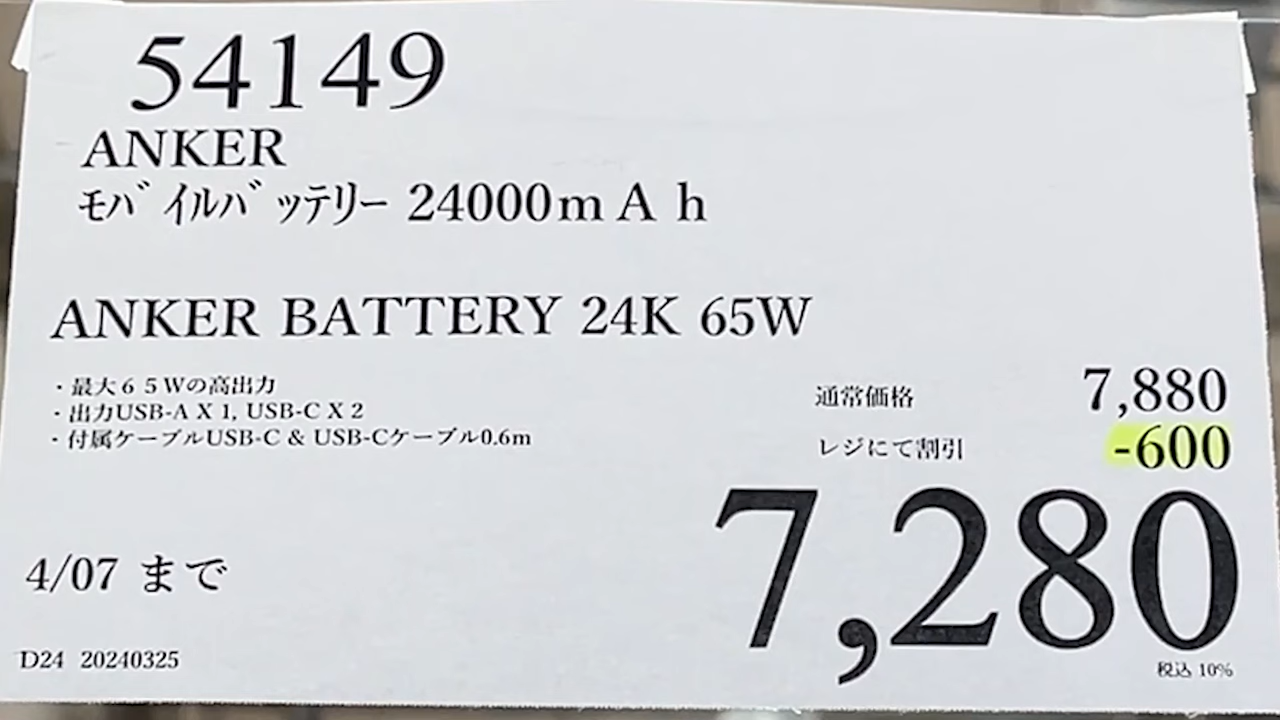 54149
ANKER
モバイルバッテリー 24000mAh
ANKER BATTERY 24K 65W
・最大65Wの高出力
・出力USB-A X 1, USB-C X 2
・付属ケーブルUSB-C & USB-Cケーブル0.6m
通常価格 7,880
レジにて割引 -600
7,280
4/07 まで
税込 10%
D24 20240325